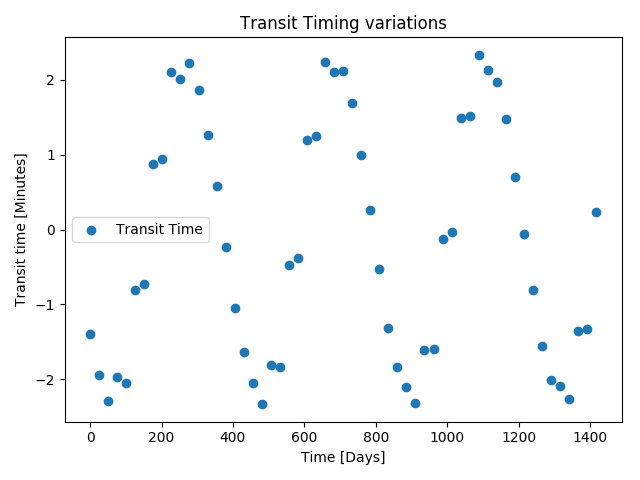 Transit Timing variations
Transit time [Minutes]
2
1
0
−1
−2
Transit Time
0 200 400 600 800 1000 1200 1400
Time [Days]